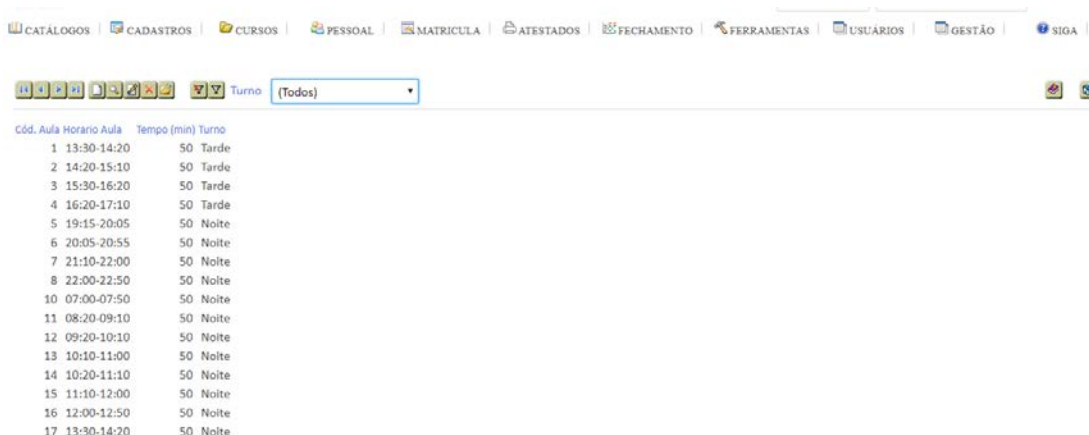 CATÁLOGOS CADASTROS CURSOS PESSOAL MATRICULA ATESTADOS FECHAMENTO FERRAMENTAS USUÁRIOS GESTÃO SIGA
Turno (Todos)
Cód. Aula Horario Aula Tempo (min) Turno
1 13:30-14:20 50 Tarde
2 14:20-15:10 50 Tarde
3 15:30-16:20 50 Tarde
4 16:20-17:10 50 Tarde
5 19:15-20:05 50 Noite
6 20:05-20:55 50 Noite
7 21:10-22:00 50 Noite
8 22:00-22:50 50 Noite
10 07:00-07:50 50 Noite
11 08:20-09:10 50 Noite
12 09:20-10:10 50 Noite
13 10:10-11:00 50 Noite
14 10:20-11:10 50 Noite
15 11:10-12:00 50 Noite
16 12:00-12:50 50 Noite
17 13:30-14:20 50 Noite